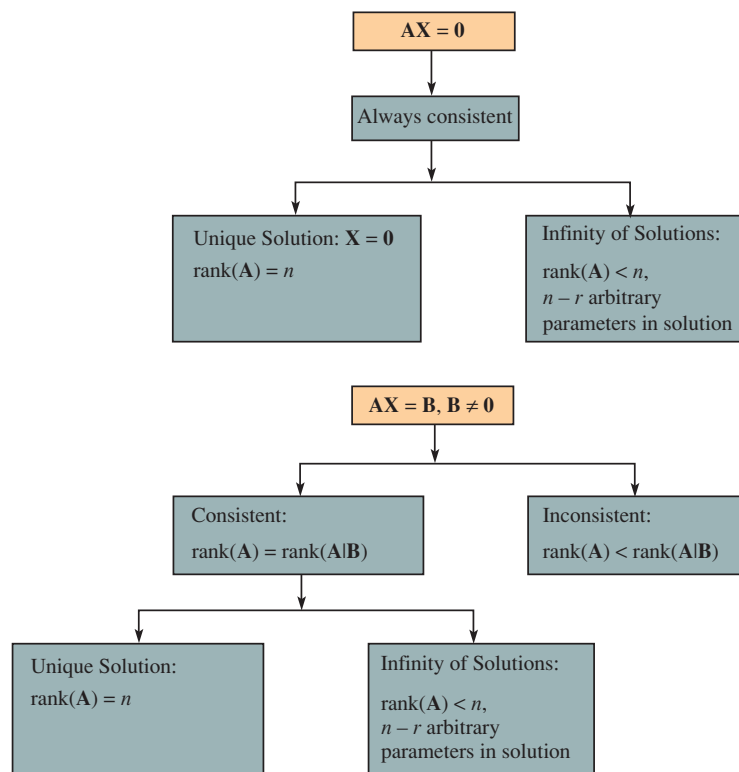 AX = 0
Always consistent
Unique Solution: X = 0
rank(A) = n
Infinity of Solutions:
rank(A) < n,
n – r arbitrary
parameters in solution
AX = B, B ≠ 0
Consistent:
rank(A) = rank(A|B)
Inconsistent:
rank(A) < rank(A|B)
Unique Solution:
rank(A) = n
Infinity of Solutions:
rank(A) < n,
n – r arbitrary
parameters in solution